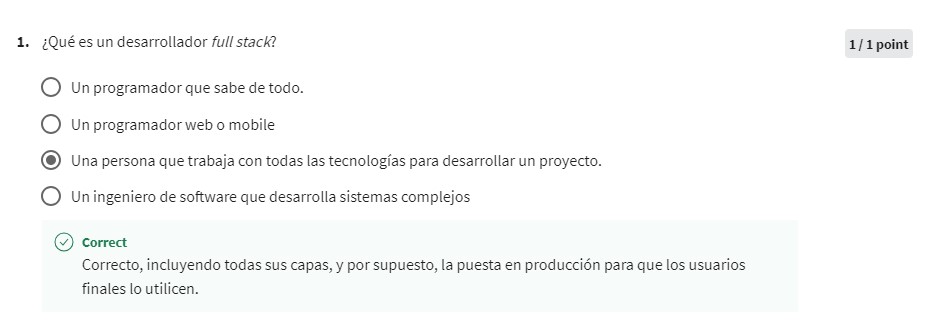 1. ¿Qué es un desarrollador full stack?
1 / 1 point
Un programador que sabe de todo.
Un programador web o mobile
Una persona que trabaja con todas las tecnologías para desarrollar un proyecto.
Un ingeniero de software que desarrolla sistemas complejos
Correct
Correcto, incluyendo todas sus capas, y por supuesto, la puesta en producción para que los usuarios
finales lo utilicen.